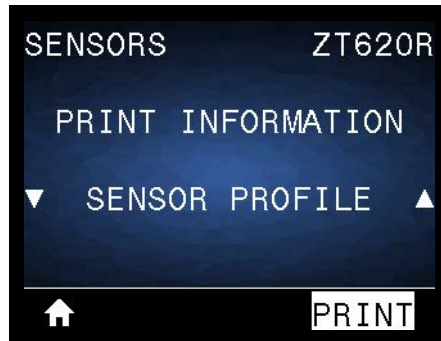 SENSORS ZT620R
PRINT INFORMATION
▼ SENSOR PROFILE ▲
PRINT